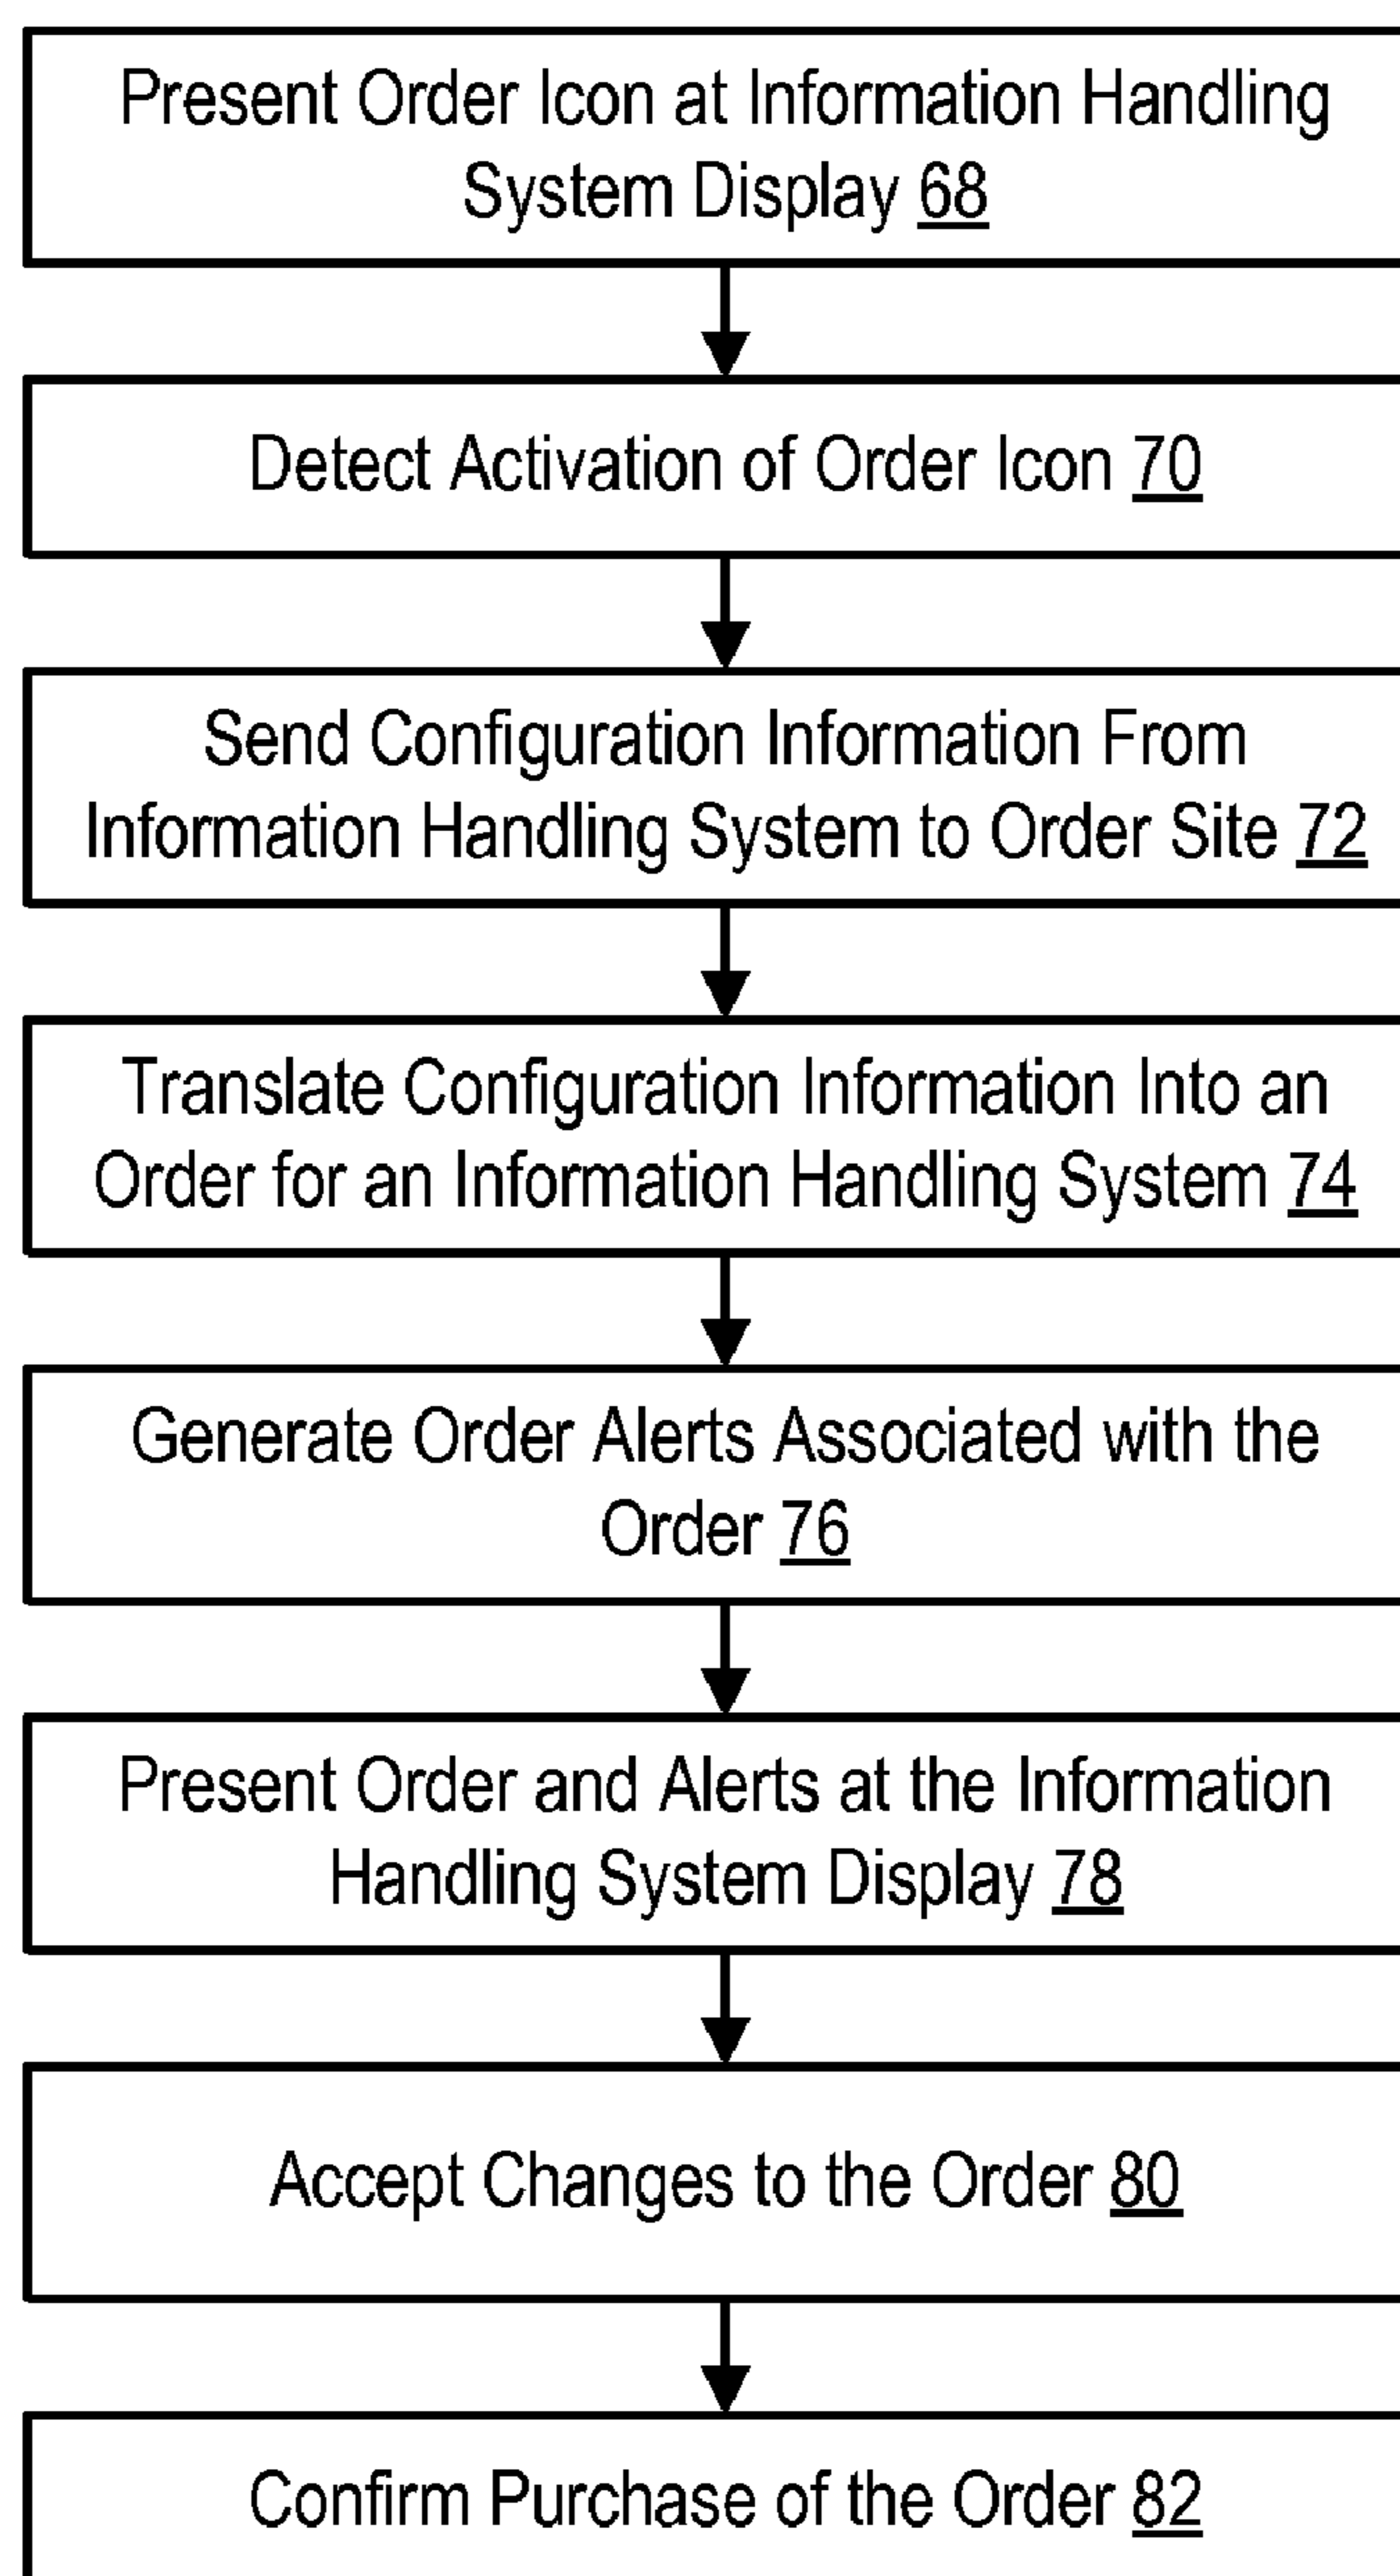 Present Order Icon at Information Handling
System Display 68
Detect Activation of Order Icon 70
Send Configuration Information From
Information Handling System to Order Site 72
Translate Configuration Information Into an
Order for an Information Handling System 74
Generate Order Alerts Associated with the
Order 76
Present Order and Alerts at the Information
Handling System Display 78
Accept Changes to the Order 80
Confirm Purchase of the Order 82